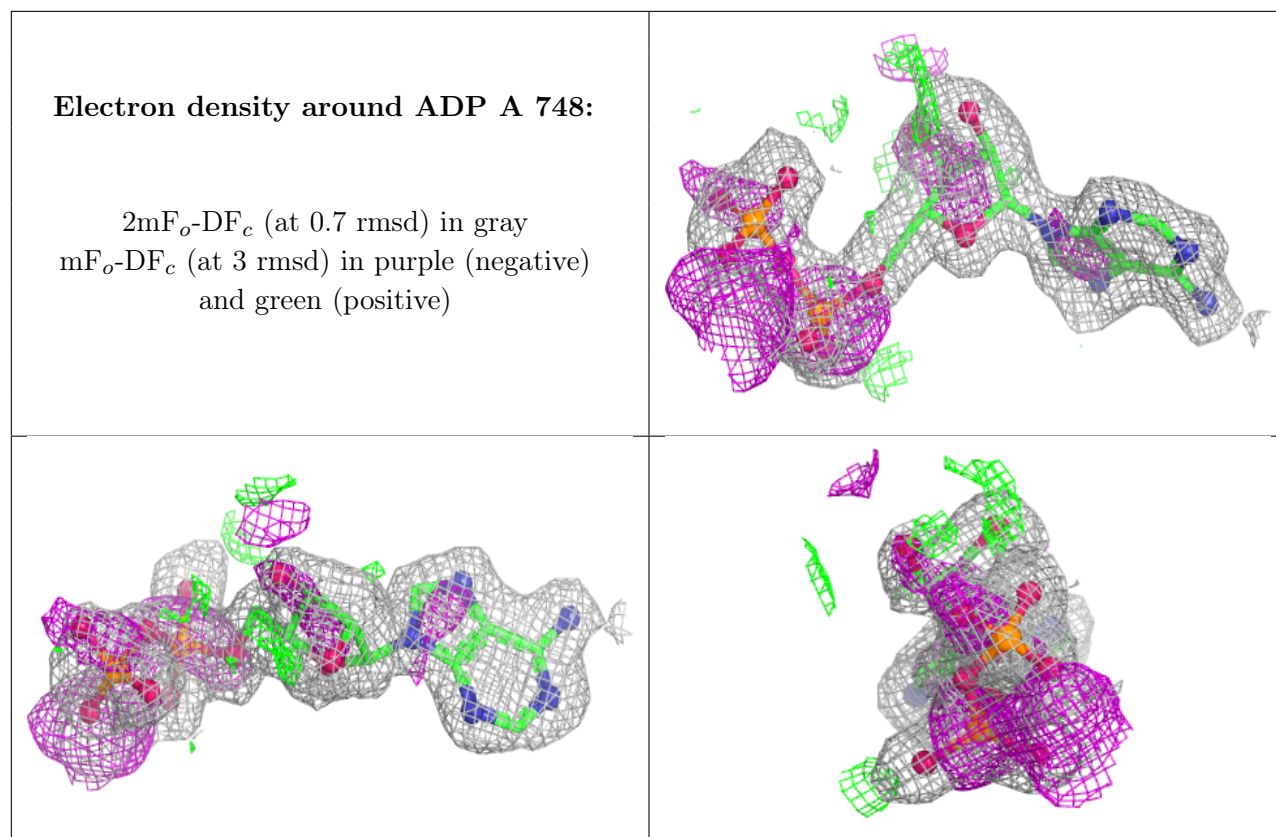 Electron density around ADP A 748:
2mFo-DFc (at 0.7 rmsd) in gray
mFo-DFc (at 3 rmsd) in purple (negative)
and green (positive)